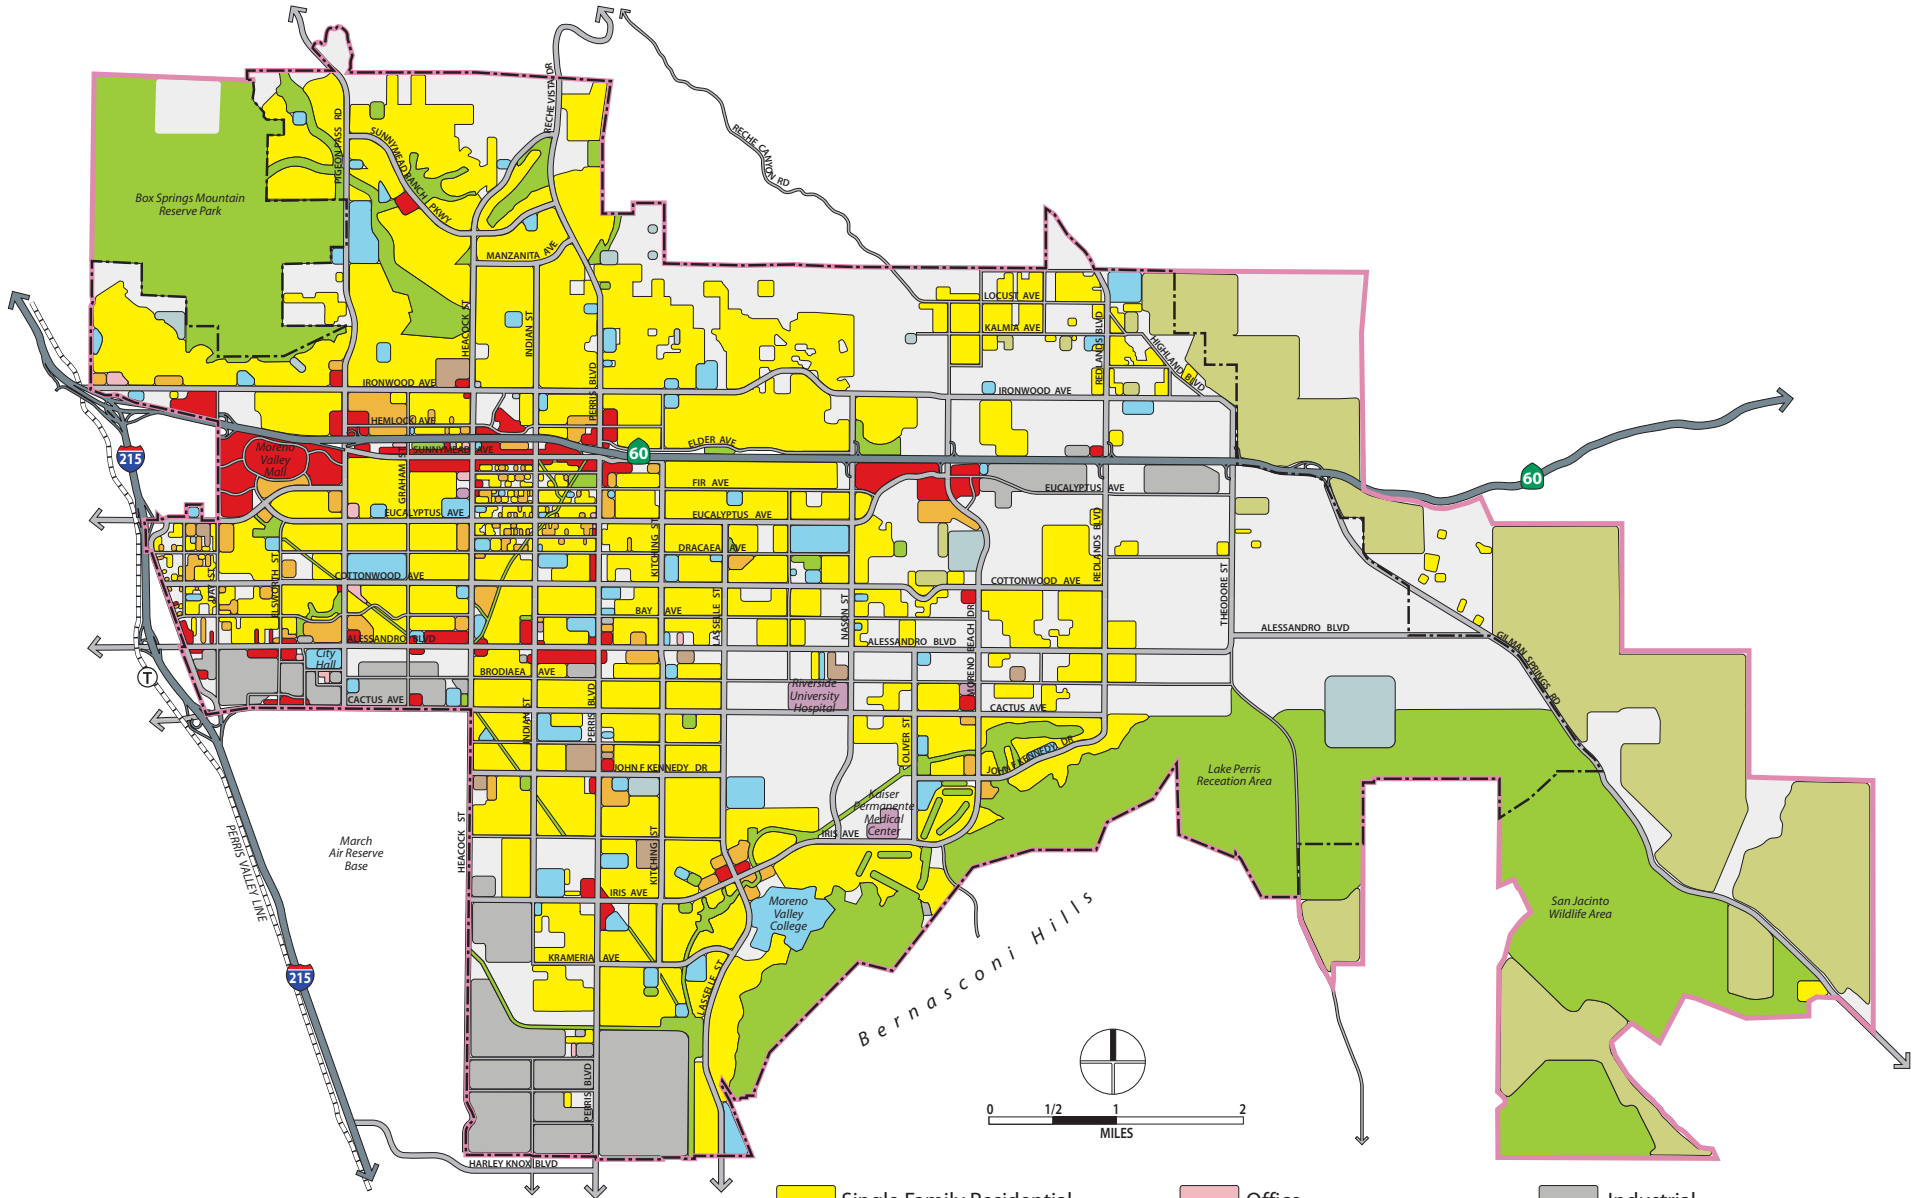 RECHE VISTA DR
PIGEON PASS RD
SUNNYMEAD RANCH PKWY
RECHE CANYON RD
Box Springs Mountain
Reserve Park
MANZANITA AVE
HEACOCK ST
INDIAN ST
PERRIS BLVD
LOCUST AVE
KALMIA AVE
REDLANDS BLVD
HIGHLAND BLVD
IRONWOOD AVE
IRONWOOD AVE
HEMLOCK AVE
SUNNYMEAD AVE
ELDER AVE
60
215
Moreno
Valley
Mall
GRAHAM ST
FIR AVE
EUCALYPTUS AVE
60
EUCALYPTUS AVE
EUCALYPTUS AVE
KITCHING ST
DRACAEA AVE
REDLANDS BLVD
DAY ST
ELSWORTH ST
COTTONWOOD AVE
COTTONWOOD AVE
THEODORE ST
BAY AVE
LASSELLE ST
NASON ST
MORENO BEACH DR
ALESSANDRO BLVD
ALESSANDRO BLVD
ALESSANDRO BLVD
GILMAN SPRINGS RD
City
Hall
T
BRODIAEA AVE
CACTUS AVE
Riverside
University
Hospital
CACTUS AVE
INDIAN ST
PERRIS BLVD
OLIVER ST
JOHN F KENNEDY DR
JOHN F KENNEDY DR
Lake Perris
Receation Area
Kaiser
Permanente
Medical
Center
IRIS AVE
HEACOCK ST
KITCHING ST
March
Air Reserve
Base
PERRIS VALLEY LINE
IRIS AVE
Moreno
Valley
College
San Jacinto
Wildlife Area
KRAMERIA AVE
LASSELLE ST
215
Bernasconi Hills
PERRIS BLVD
0 1/2 1 2
MILES
HARLEY KNOX BLVD
Single Family Residential
Office
Industrial